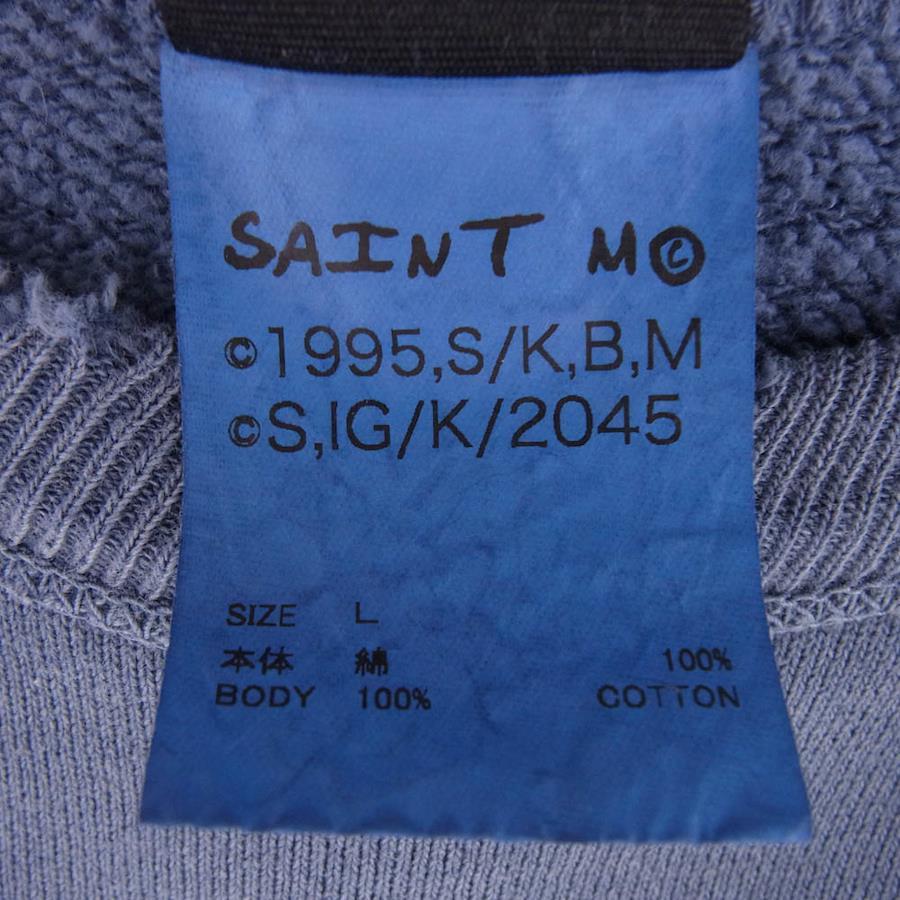 SAINT M©
©1995,S/K,B,M
©S,IG/K/2045
SIZE L
本体 綿 100%
BODY 100% COTTON